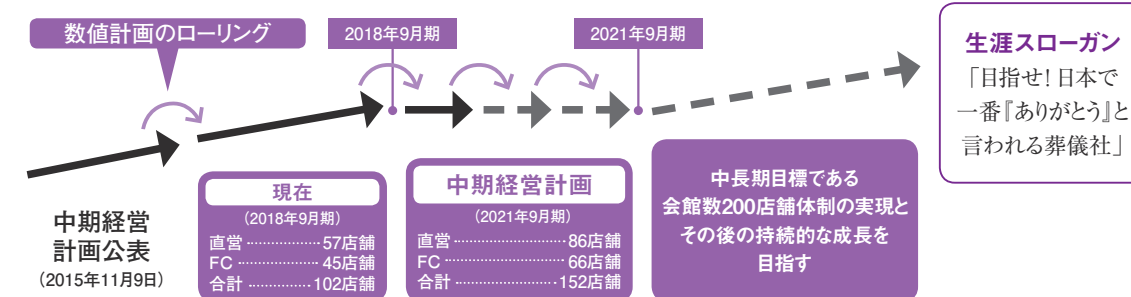 数値計画のローリング
2018年9月期
2021年9月期
生涯スローガン
「目指せ!日本で
一番『ありがとう』と
言われる葬儀社」
中期経営
計画公表
(2015年11月9日)
現在
(2018年9月期)
直営 57店舗
FC 45店舗
合計 102店舗
中期経営計画
(2021年9月期)
直営 86店舗
FC 66店舗
合計 152店舗
中長期目標である
会館数200店舗体制の実現と
その後の持続的な成長を
目指す